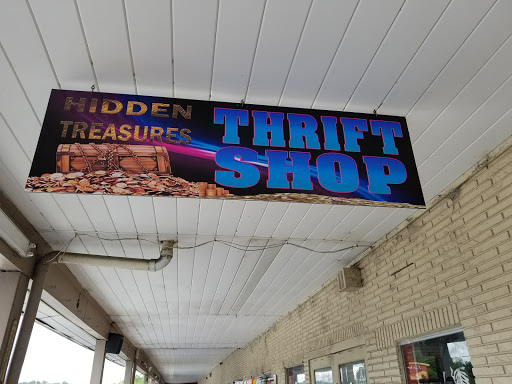 HIDDEN
TREASURES
THRIFT
SHOP